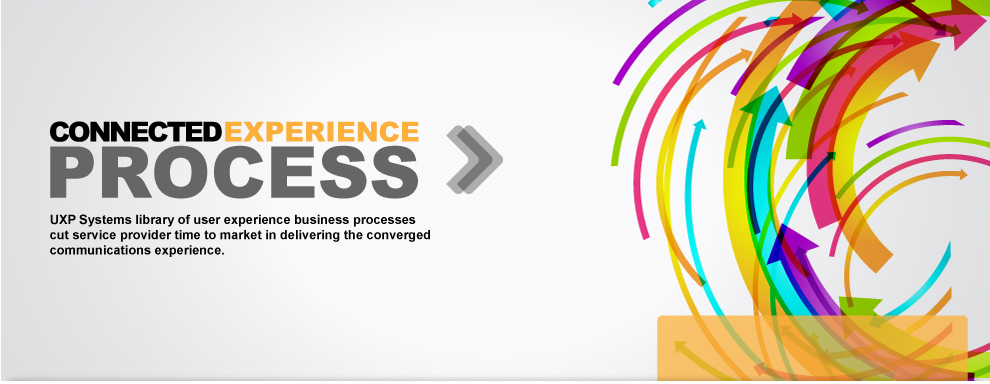 CONNECTEDEXPERIENCE
PROCESS
UXP Systems library of user experience business processes
cut service provider time to market in delivering the converged
communications experience.